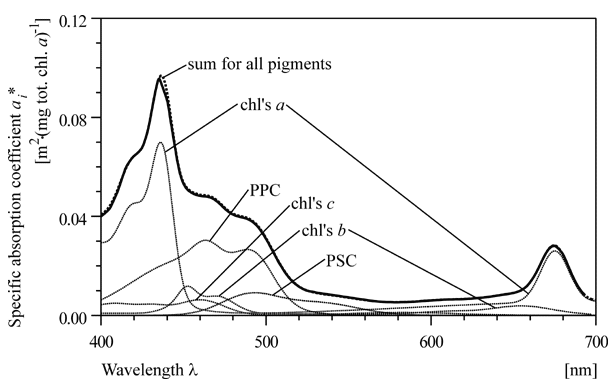 0.12
0.08
0.04
0.00
Specific absorption coefficient a_i*
[m²·(mg tot. chl. a)⁻¹]
sum for all pigments
chl's a
PPC
chl's c
chl's b
PSC
400 500 600 700
Wavelength λ [nm]